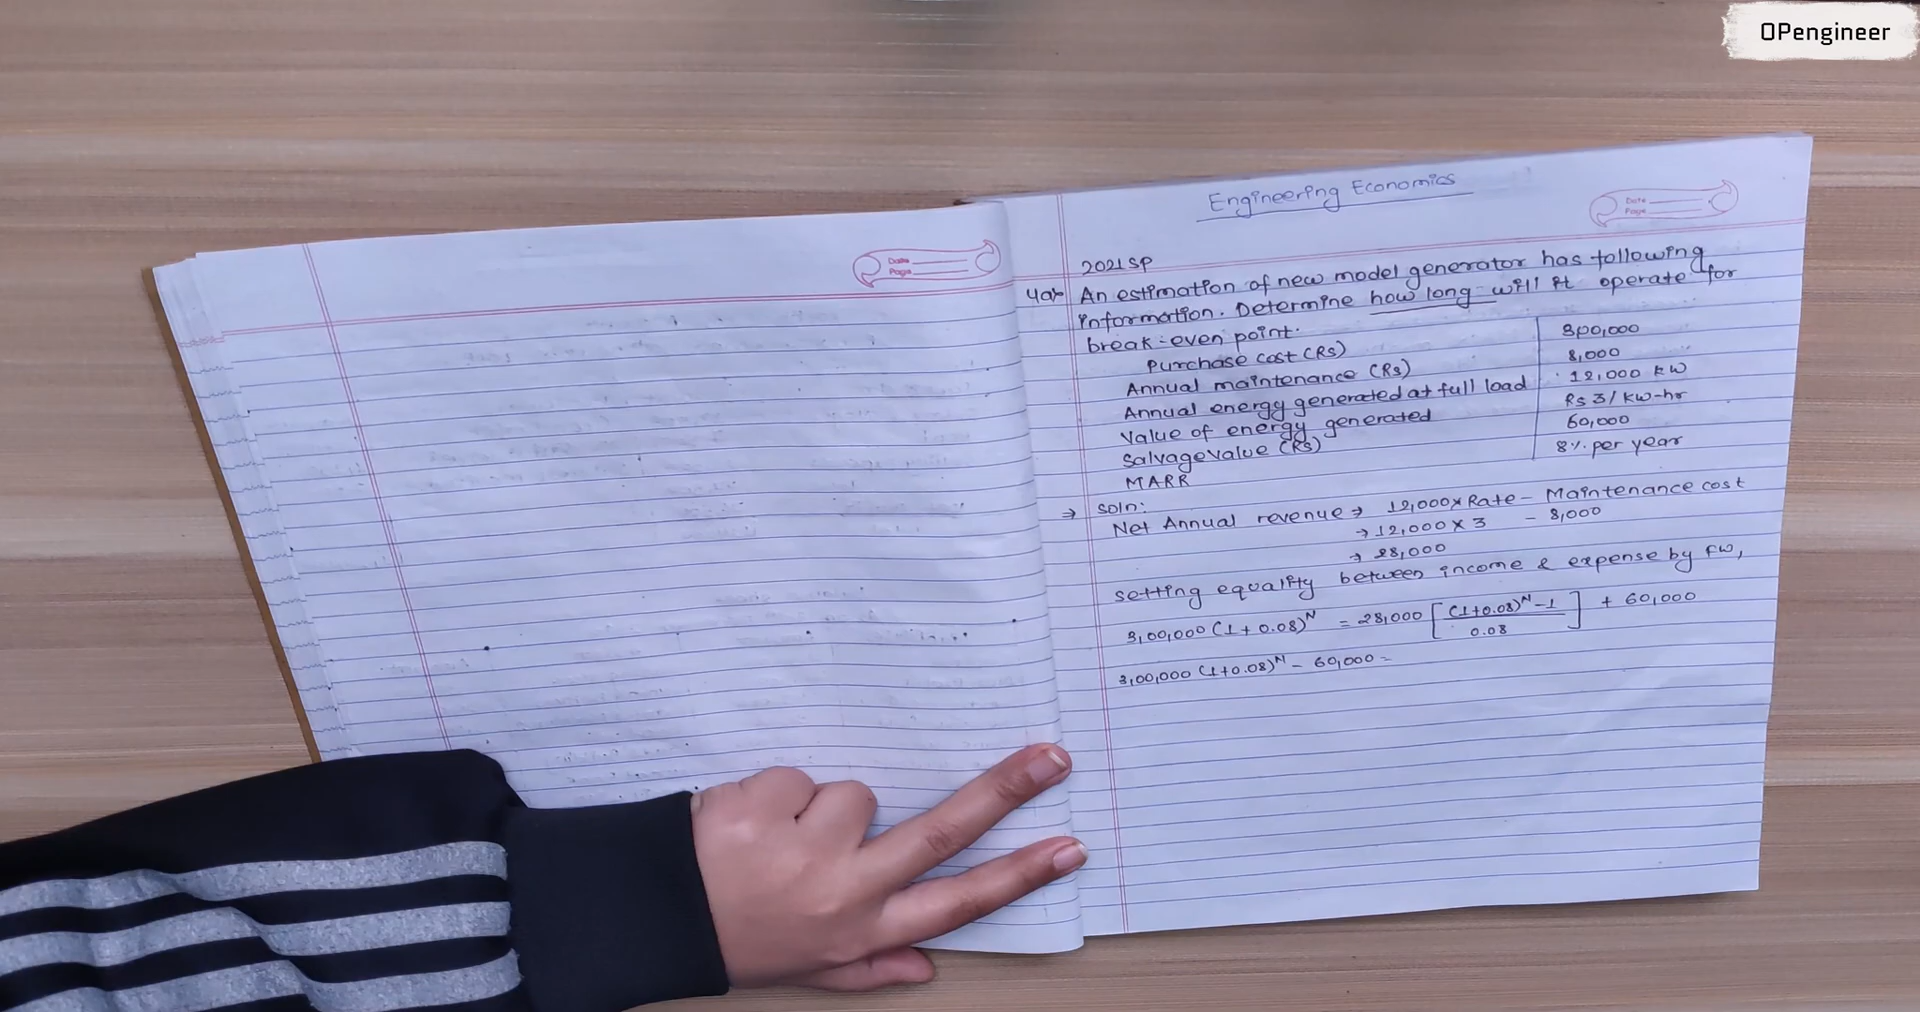 OPengineer
Date
Page
Engineering Economics
Date
Page
2021 SP
4a) An estimation of new model generator has following
information. Determine how long will it operate for
break-even point.
Purchase cost (Rs) 300,000
Annual maintenance (Rs) 8,000
Annual energy generated at full load 12,000 kW
Value of energy generated Rs 3/kw-hr
Salvage value (Rs) 60,000
MARR 8% per year
⇒ Soln:
Net Annual revenue → 12,000 × Rate - Maintenance cost
→ 12,000 × 3 - 8,000
→ 28,000
setting equality between income & expense by FW,
3,00,000 (1 + 0.08)^N = 28,000 [(1+0.08)^N - 1 / 0.08] + 60,000
3,00,000 (1+0.08)^N - 60,000 =